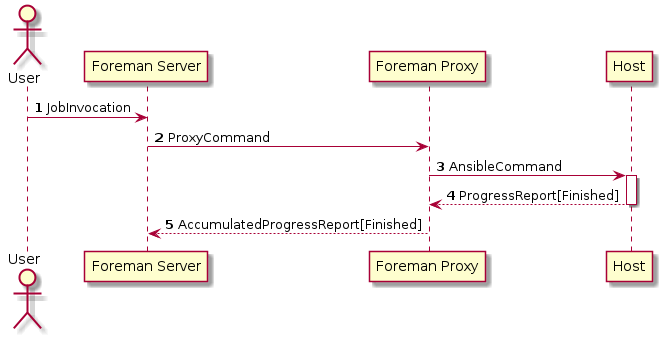 User
Foreman Server
Foreman Proxy
Host
1 JobInvocation
2 ProxyCommand
3 AnsibleCommand
4 ProgressReport[Finished]
5 AccumulatedProgressReport[Finished]
User
Foreman Server
Foreman Proxy
Host